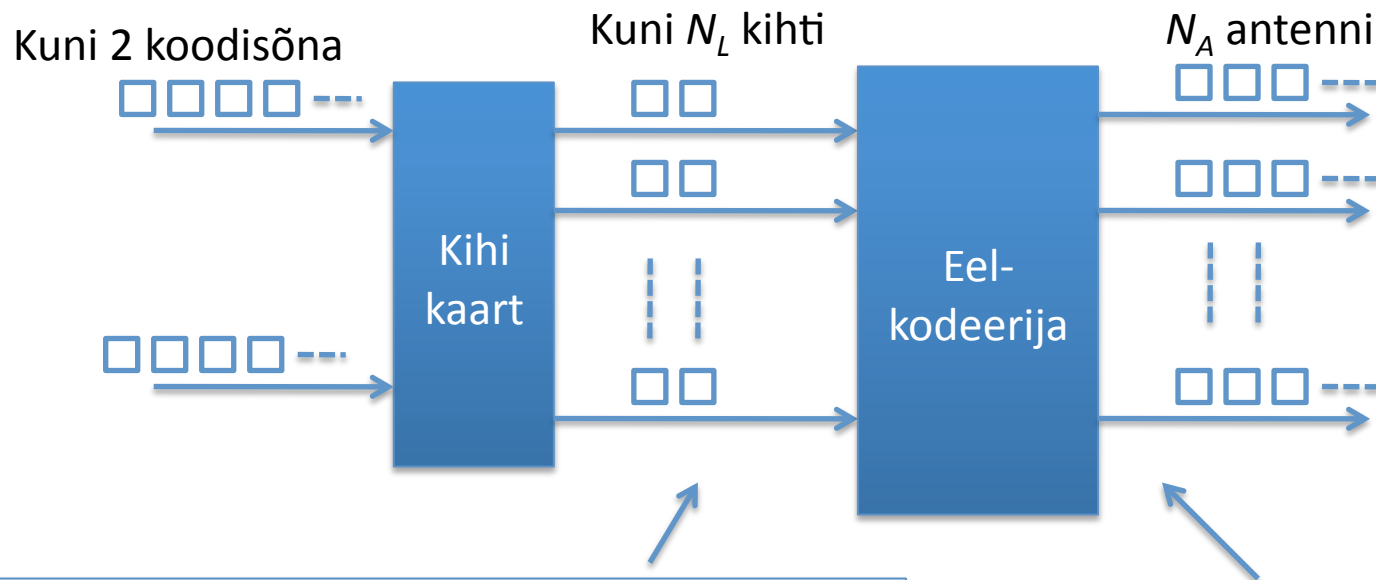 Kuni 2 koodisõna
Kuni N_L kihti
N_A antenni
Kihi
kaart
Eel-
kodeerija